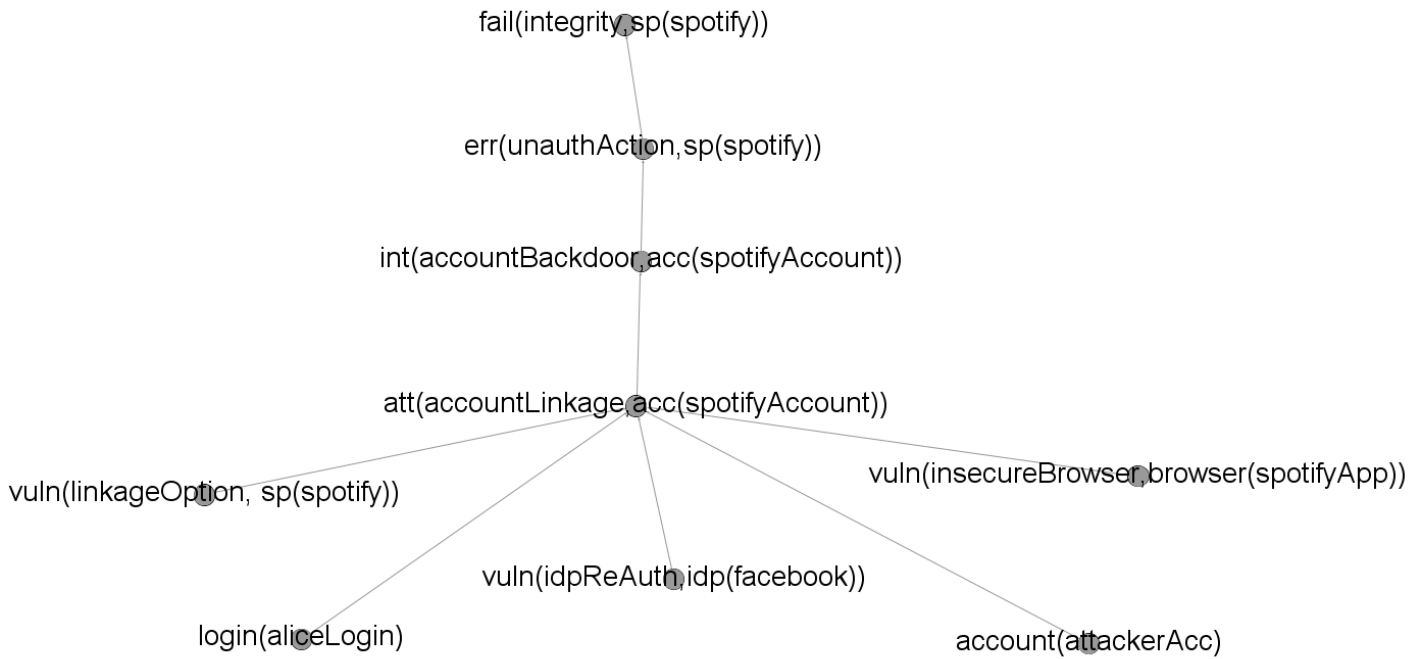 fail(integrity,sp(spotify))
err(unauthAction,sp(spotify))
int(accountBackdoor,acc(spotifyAccount))
att(accountLinkage,acc(spotifyAccount))
vuln(insecureBrowser,browser(spotifyApp))
vuln(linkageOption, sp(spotify))
vuln(idpReAuth,idp(facebook))
login(aliceLogin)
account(attackerAcc)